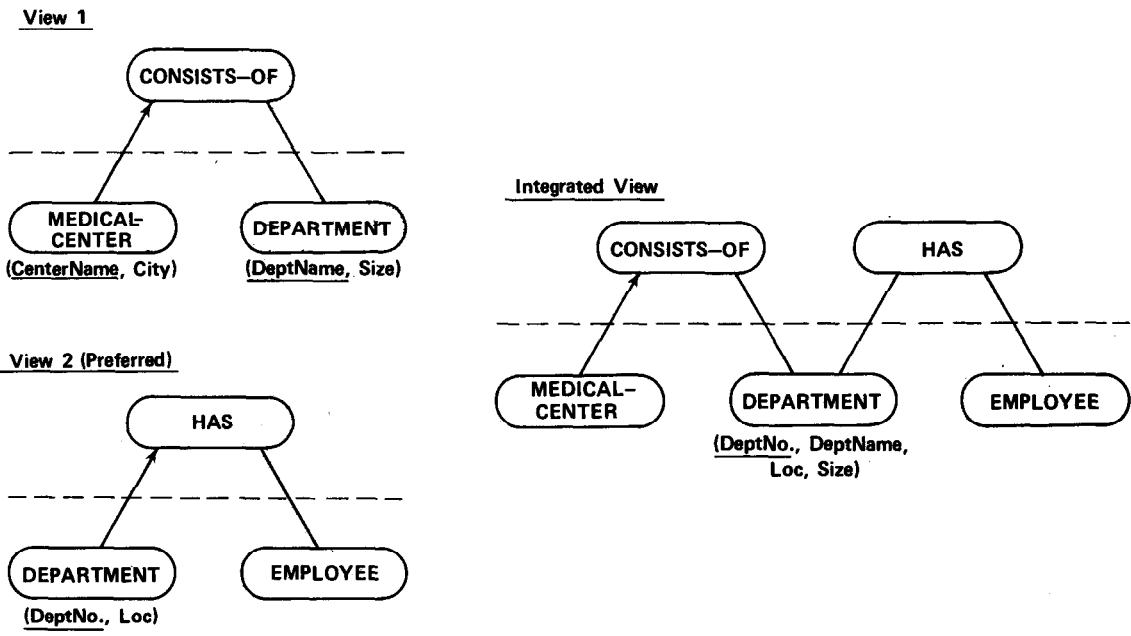 View 1
CONSISTS-OF
MEDICAL-
CENTER
DEPARTMENT
(CenterName, City)
(DeptName, Size)
View 2 (Preferred)
HAS
DEPARTMENT
EMPLOYEE
(DeptNo., Loc)
Integrated View
CONSISTS-OF
HAS
MEDICAL-
CENTER
DEPARTMENT
EMPLOYEE
(DeptNo., DeptName,
Loc, Size)